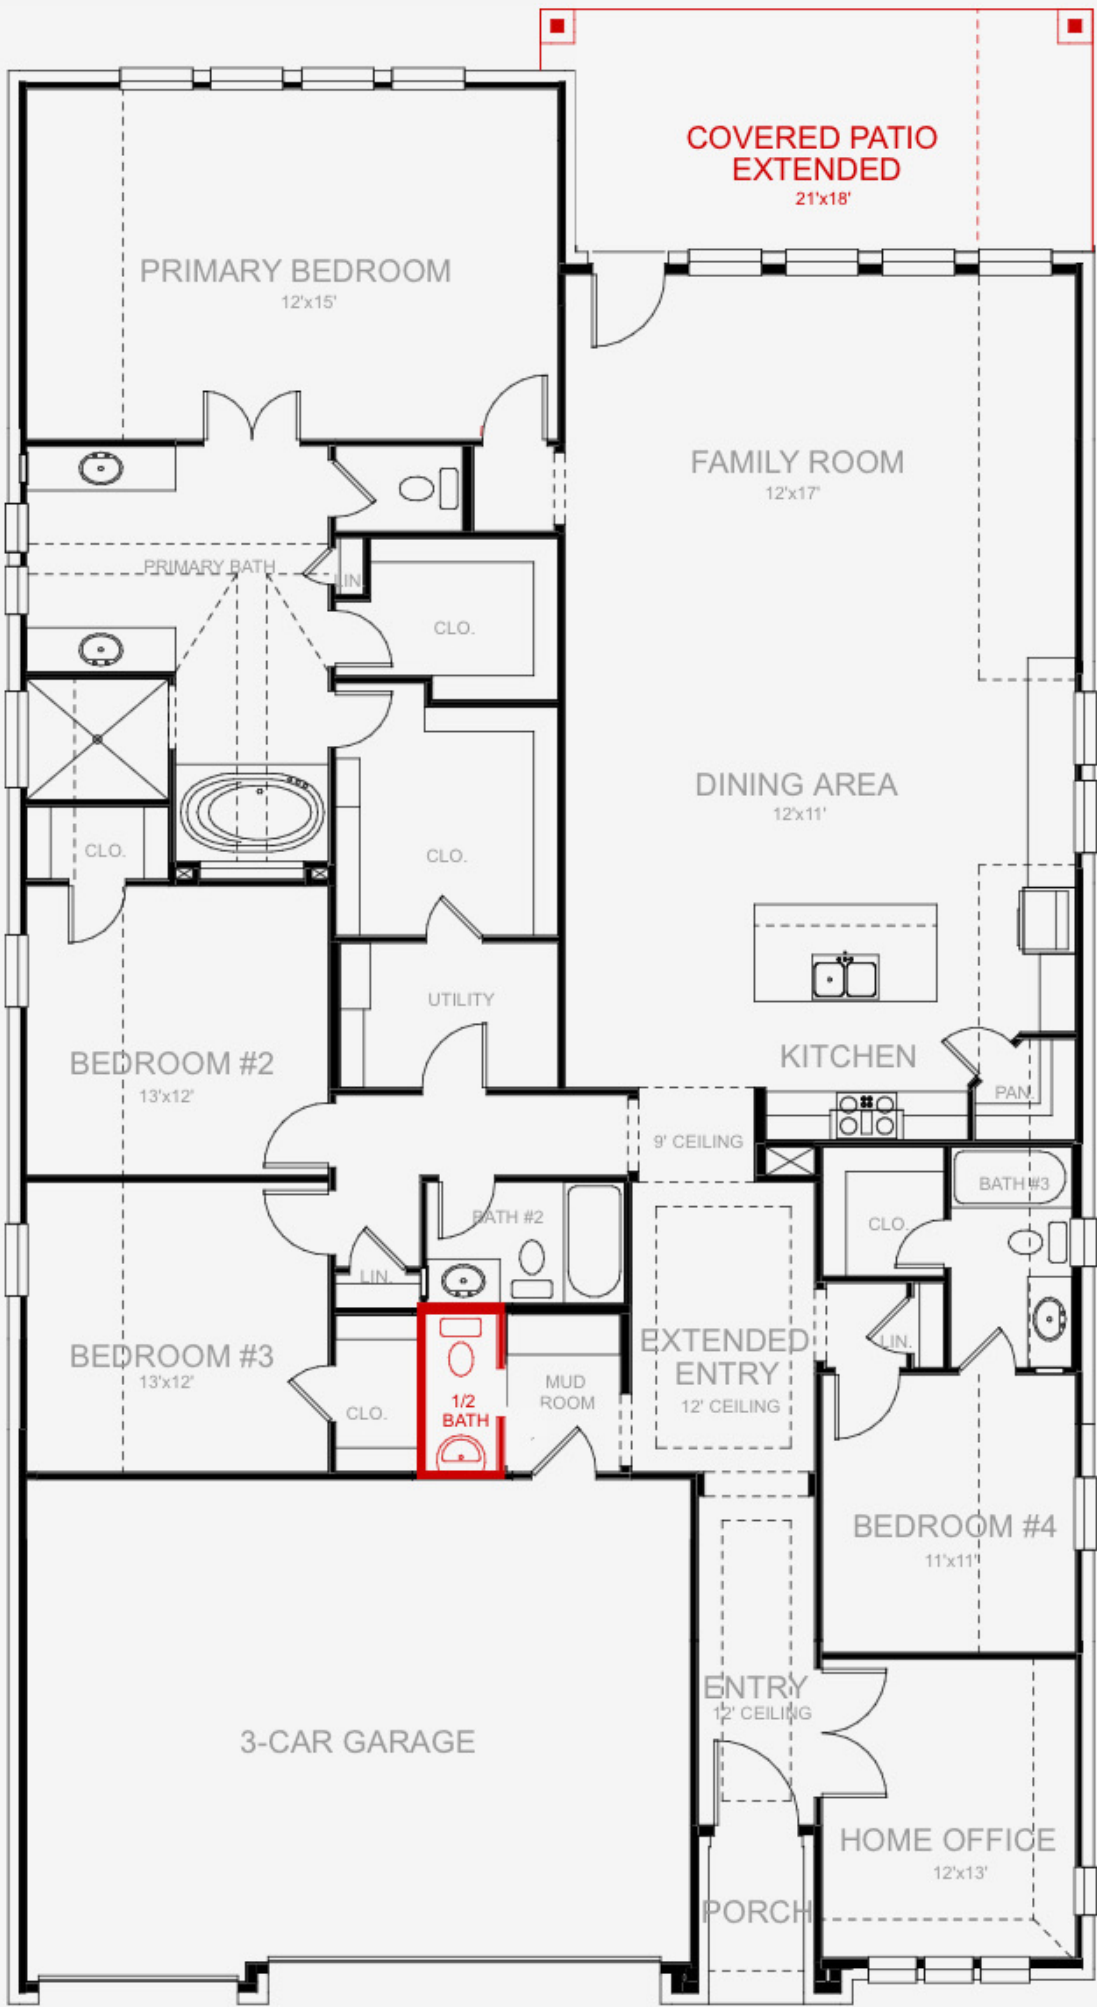 COVERED PATIO
EXTENDED
21'x18'
PRIMARY BEDROOM
12'x15'
FAMILY ROOM
12'x17'
PRIMARY BATH
LIN.
CLO.
DINING AREA
12'x11'
CLO.
CLO.
UTILITY
BEDROOM #2
13'x12'
KITCHEN
PAN.
9' CEILING
BATH #3
BATH #2
CLO.
LIN.
EXTENDED
ENTRY
12' CEILING
LIN.
BEDROOM #3
13'x12'
MUD
ROOM
1/2
BATH
CLO.
BEDROOM #4
11'x11'
ENTRY
12' CEILING
3-CAR GARAGE
HOME OFFICE
12'x13'
PORCH